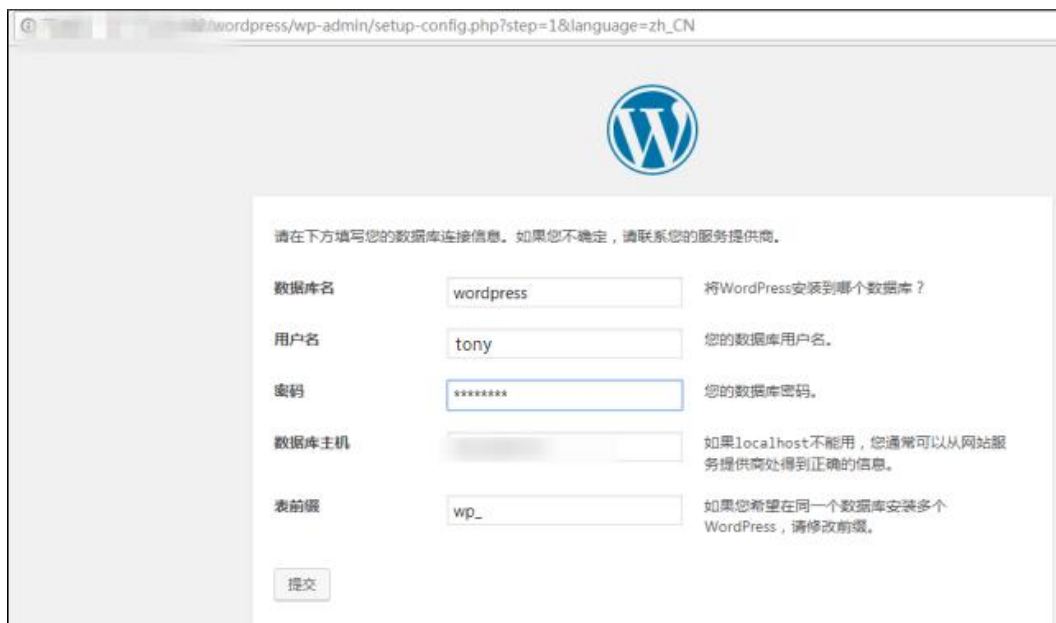 /wordpress/wp-admin/setup-config.php?step=1&language=zh_CN
请在下方填写您的数据库连接信息。如果您不确定，请联系您的服务提供商。
数据库名 wordpress 将WordPress安装到哪个数据库？
用户名 tony 您的数据库用户名。
密码 ******** 您的数据库密码。
数据库主机 如果localhost不能用，您通常可以从网站服
务提供商处得到正确的信息。
表前缀 wp_ 如果您希望在同一个数据库安装多个
WordPress，请修改前缀。
提交